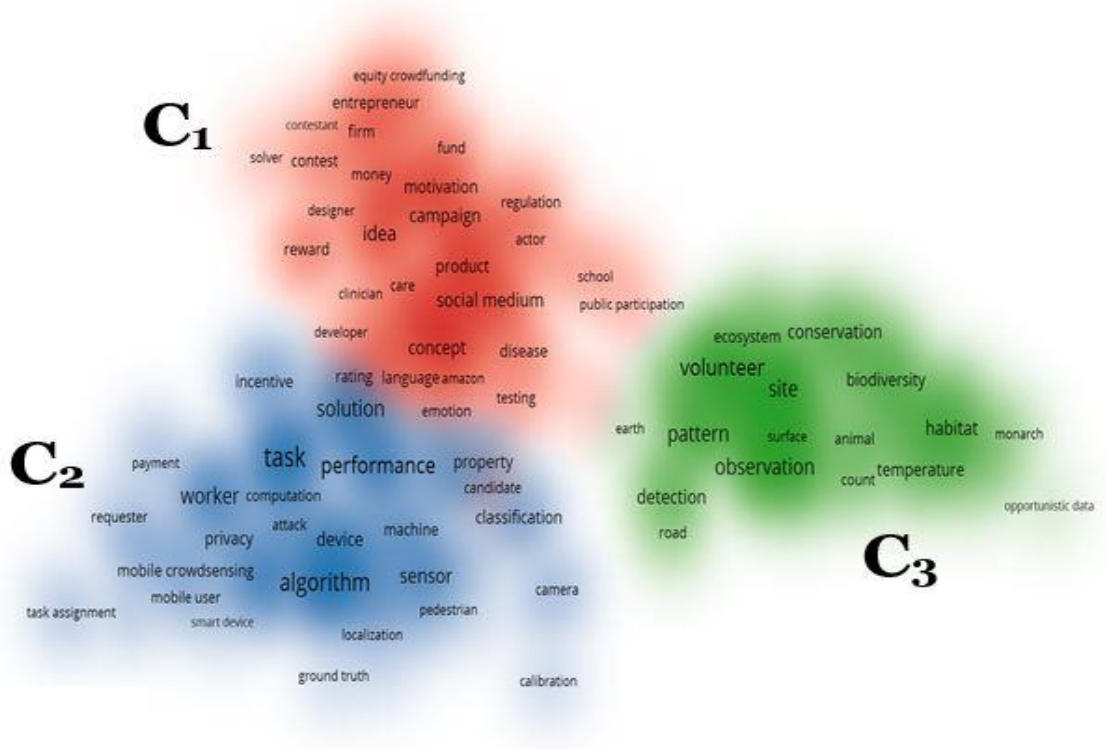 equity crowdfunding
entrepreneur
C1
contestant firm
fund
solver contest
money
motivation
regulation
designer
campaign
idea
actor
reward
product
school
care
clinician
social medium
public participation
developer
concept
disease
rating language amazon
incentive
testing
solution
emotion
C2
task performance property
payment
candidate
worker computation
requester
attack
machine
classification
privacy
device
mobile crowdsensing
algorithm
sensor
camera
mobile user
task assignment
pedestrian
smart device
localization
ground truth
calibration
ecosystem conservation
volunteer
site
biodiversity
earth
pattern
surface
animal
habitat
monarch
observation
count temperature
detection
opportunistic data
road
C3